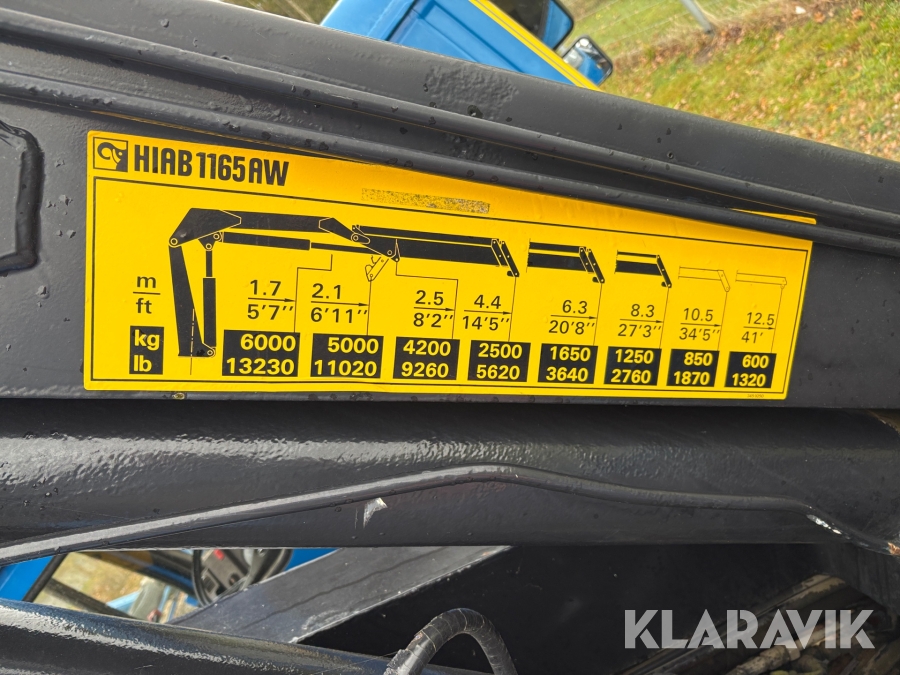 HIAB 1165AW
m 1.7 2.1 2.5 4.4 6.3 8.3 10.5 12.5
ft 5'7" 6'11" 8'2" 14'5" 20'8" 27'3" 34'5" 41'
kg 6000 5000 4200 2500 1650 1250 850 600
lb 13230 11020 9260 5620 3640 2760 1870 1320
KLARAVIK